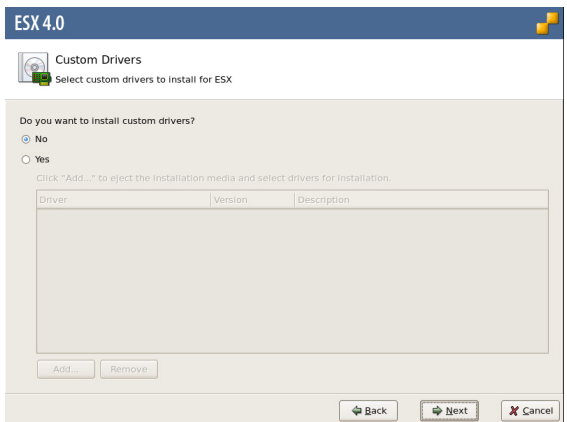 ESX 4.0
Custom Drivers
Select custom drivers to install for ESX
Do you want to install custom drivers?
No
Yes
Click "Add..." to eject the installation media and select drivers for installation.
Driver Version Description
Add... Remove
Back Next Cancel